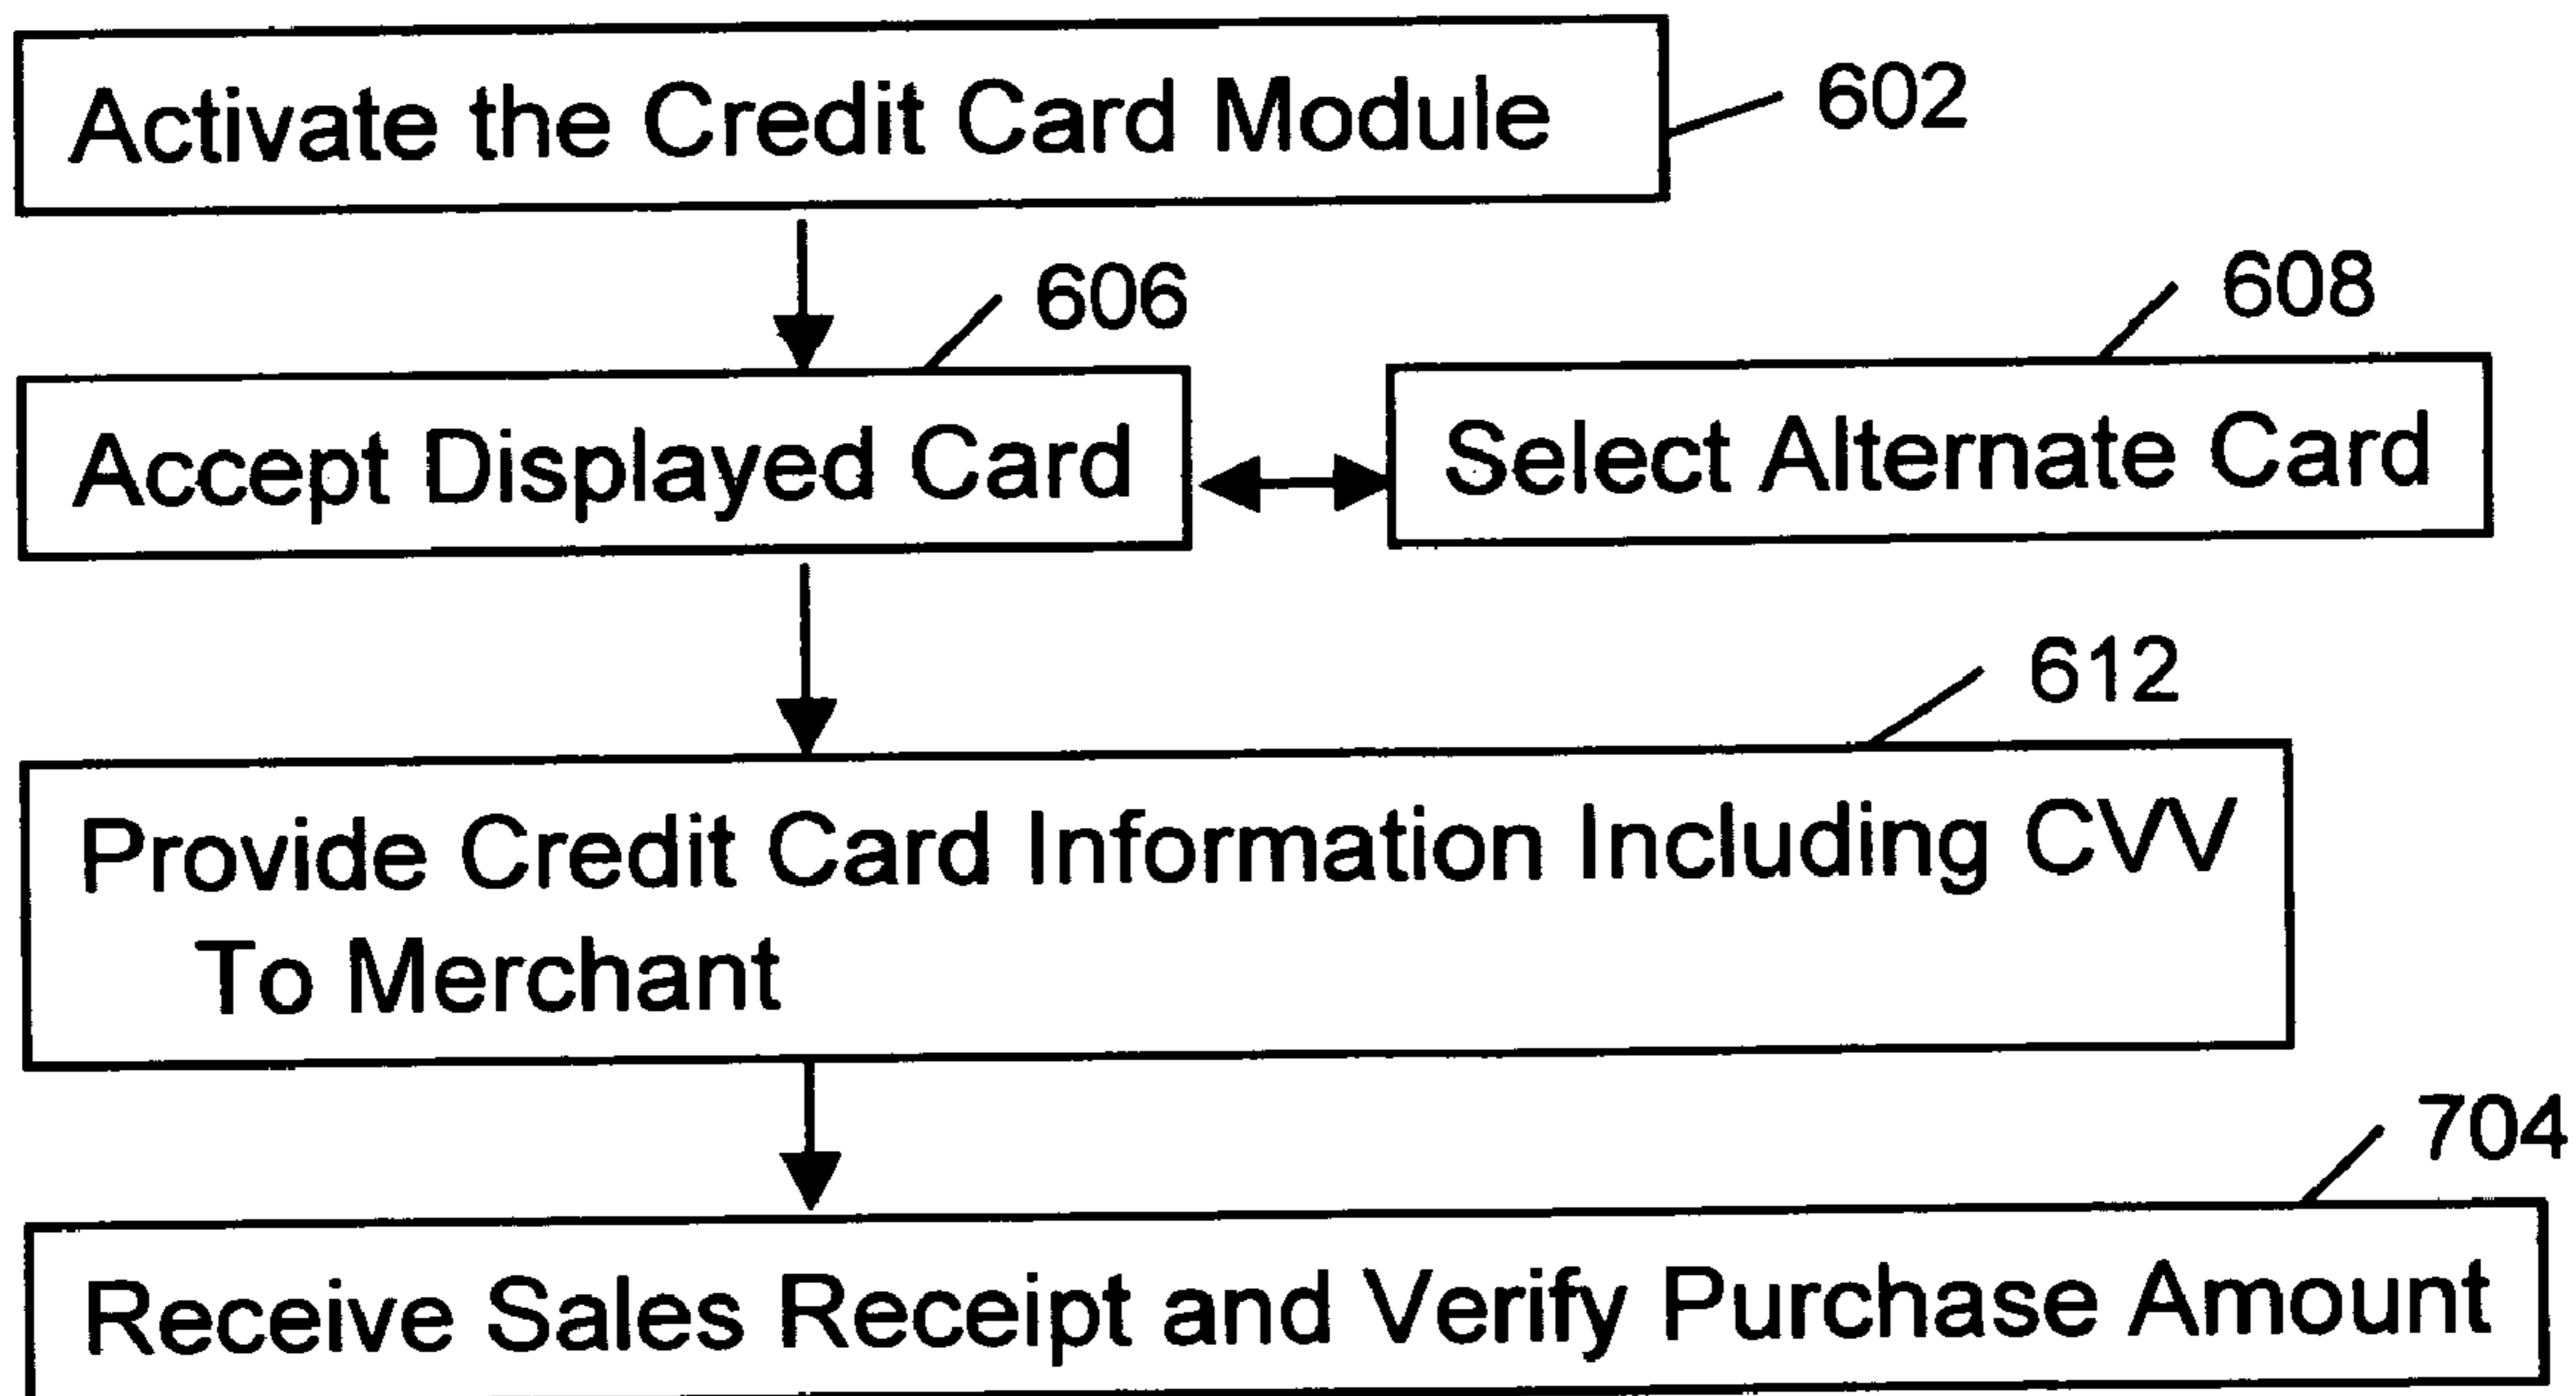 Activate the Credit Card Module
602
606
608
Accept Displayed Card
Select Alternate Card
612
Provide Credit Card Information Including CVV
To Merchant
704
Receive Sales Receipt and Verify Purchase Amount